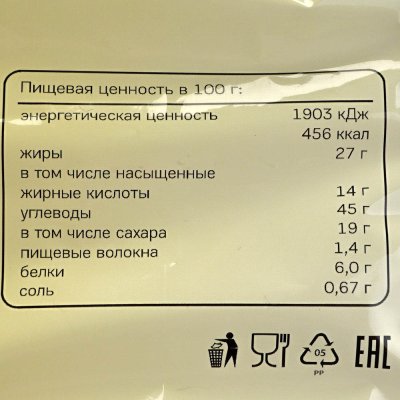 Пищевая ценность в 100 г:
энергетическая ценность 1903 кДж
456 ккал
жиры 27 г
в том числе насыщенные
жирные кислоты 14 г
углеводы 45 г
в том числе сахара 19 г
пищевые волокна 1,4 г
белки 6,0 г
соль 0,67 г
05
PP
EAC